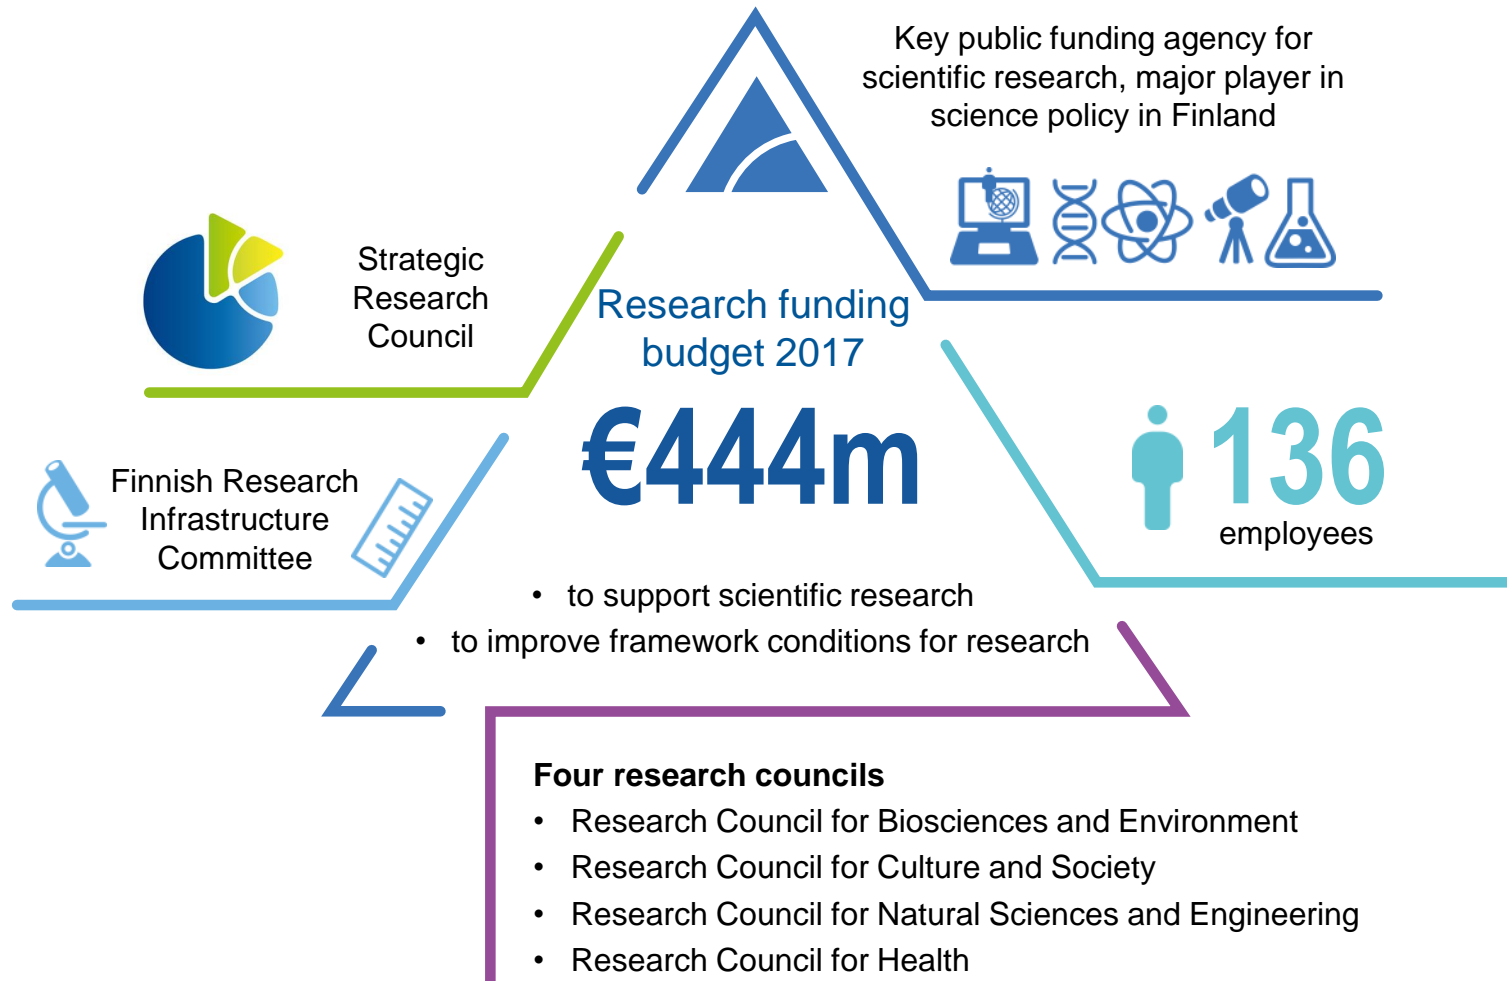 Key public funding agency for
scientific research, major player in
science policy in Finland
Strategic
Research
Council
Research funding
budget 2017
€444m
Finnish Research
Infrastructure
Committee
136
employees
• to support scientific research
• to improve framework conditions for research
Four research councils
• Research Council for Biosciences and Environment
• Research Council for Culture and Society
• Research Council for Natural Sciences and Engineering
• Research Council for Health